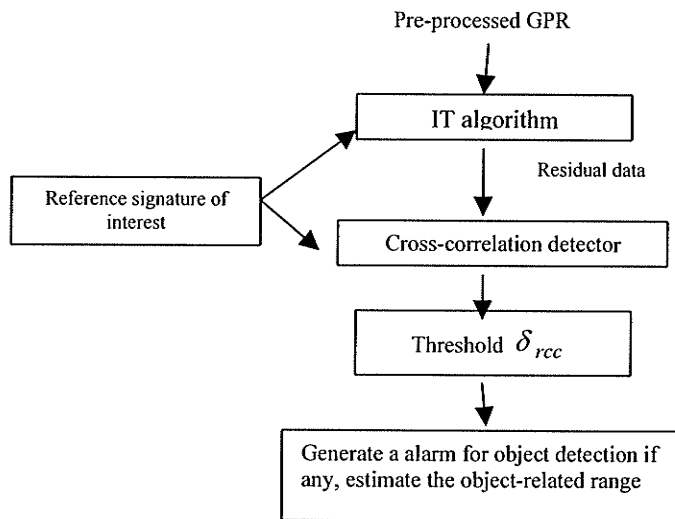 Pre-processed GPR
IT algorithm
Residual data
Reference signature of
interest
Cross-correlation detector
Threshold δ rcc
Generate a alarm for object detection if
any, estimate the object-related range